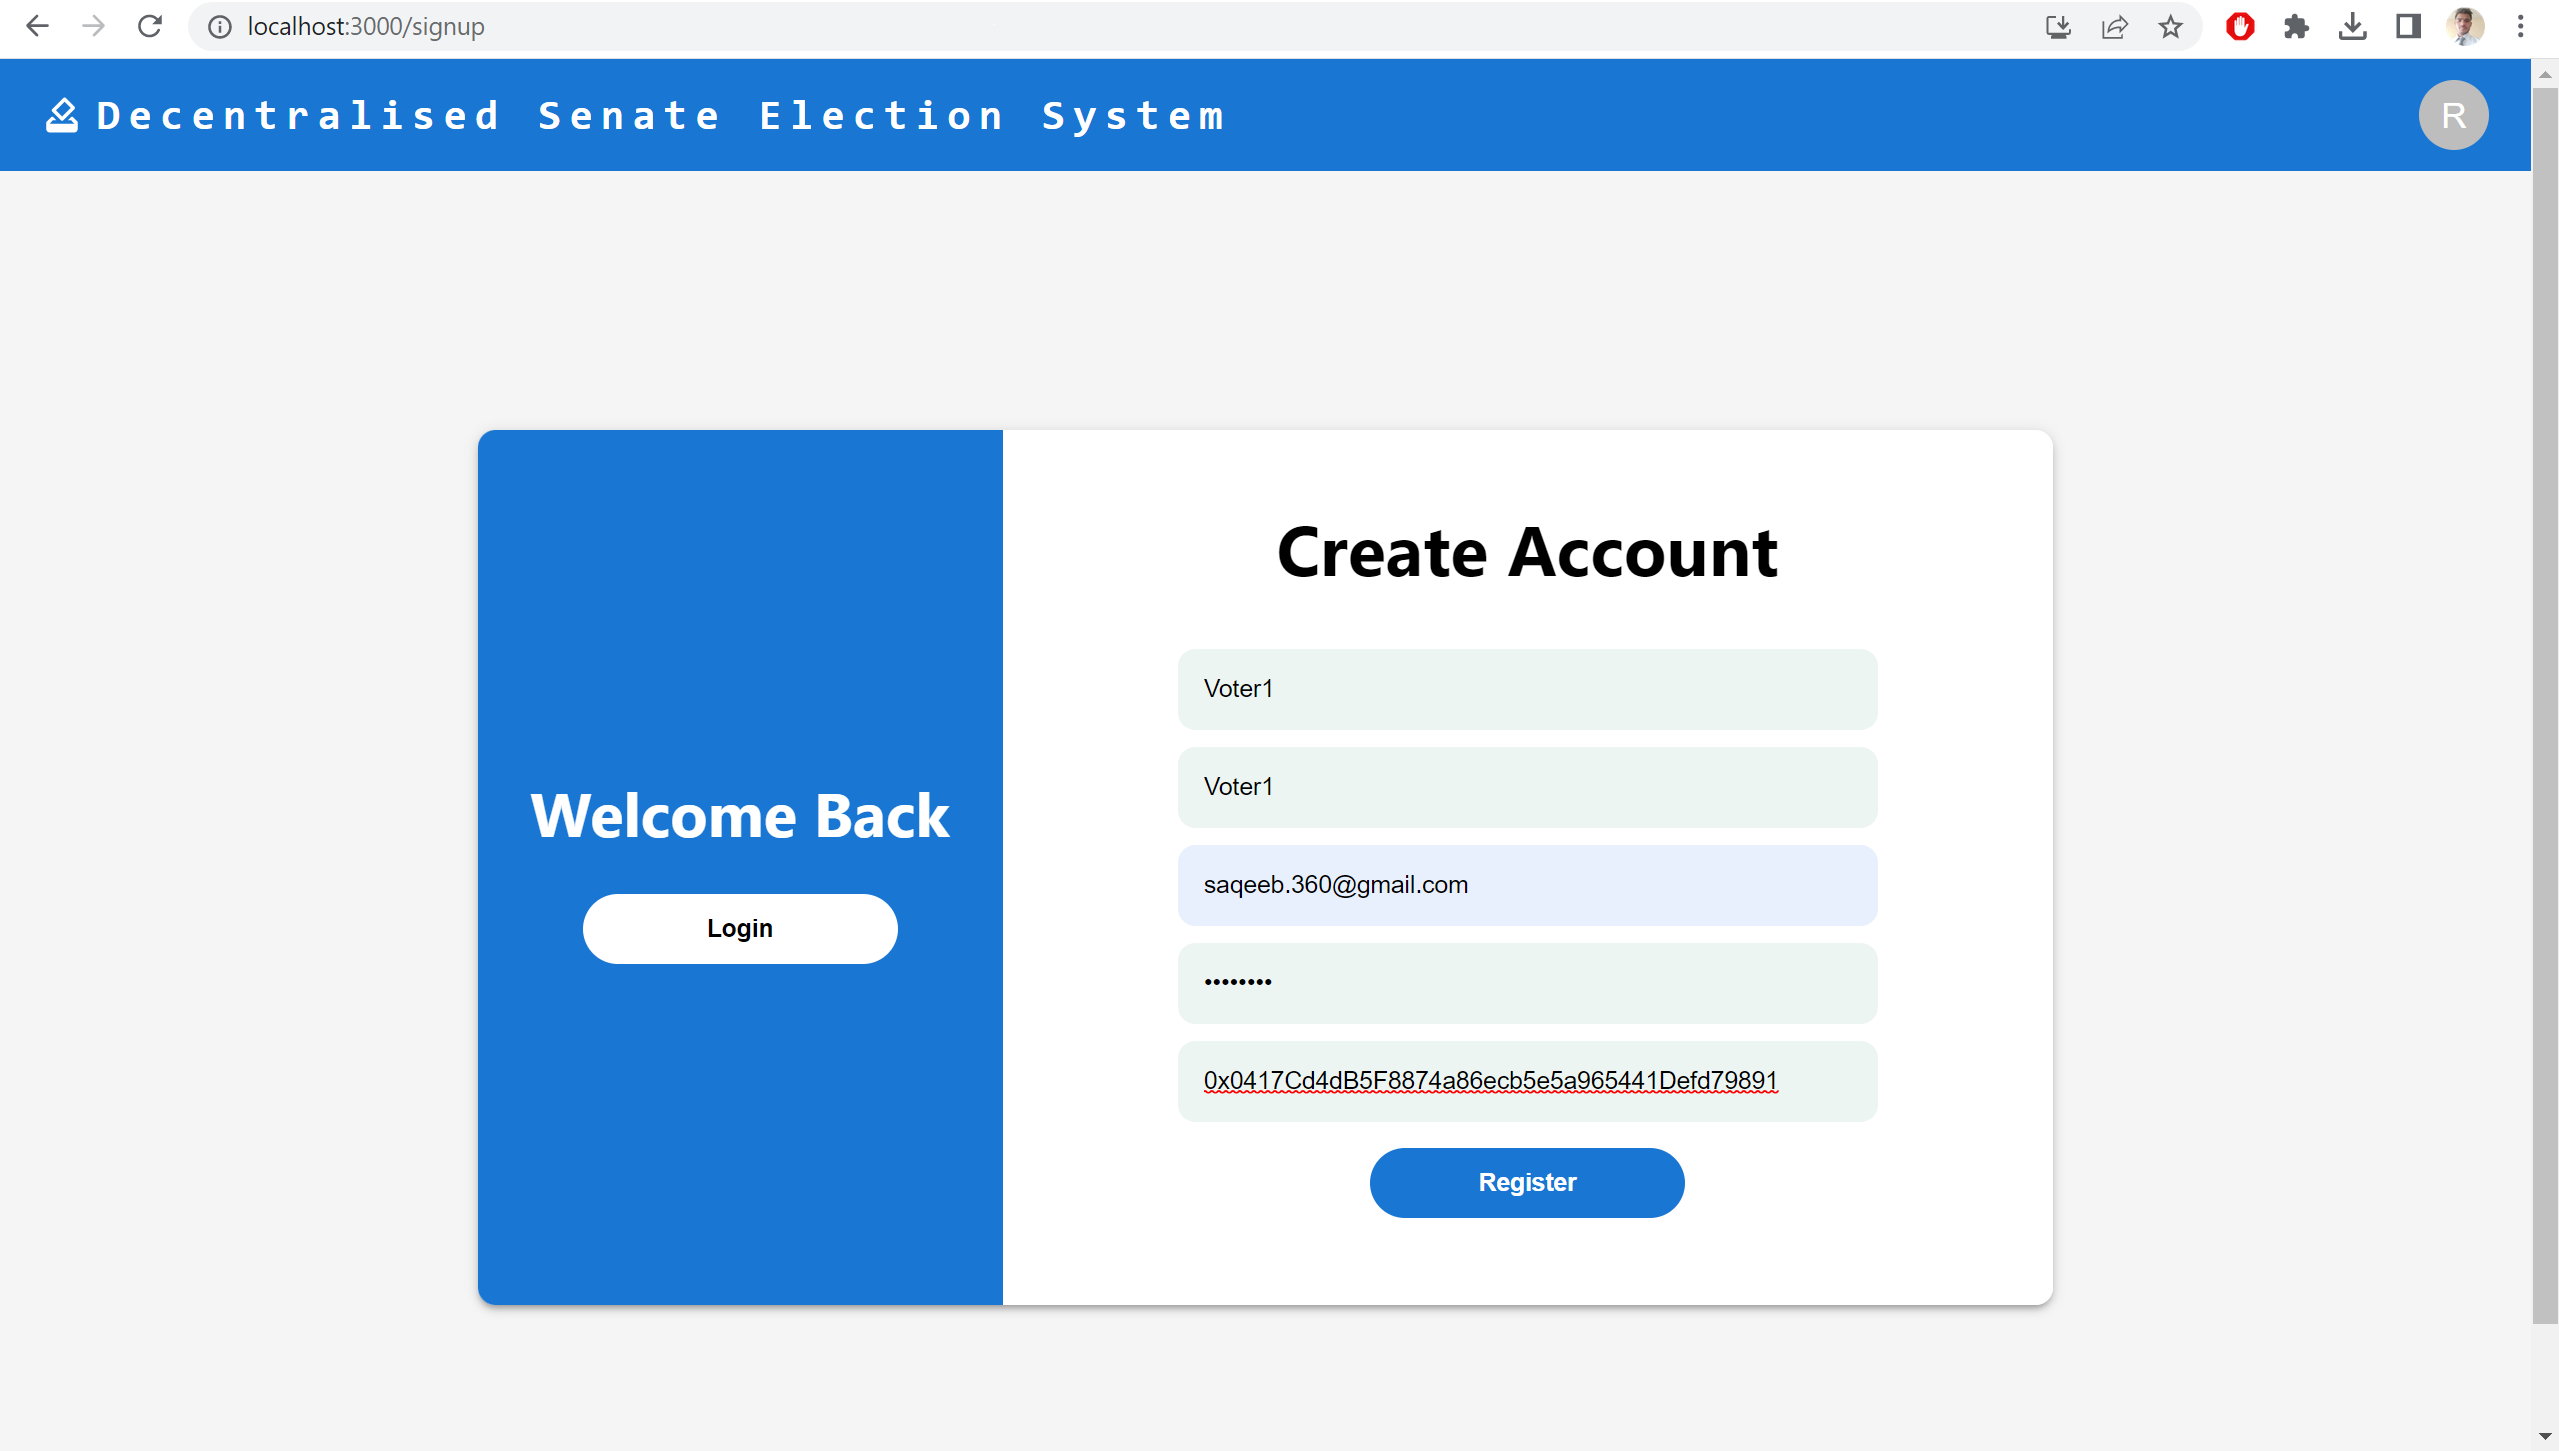 localhost:3000/signup
Decentralised Senate Election System
R
Welcome Back
Login
Create Account
Voter1
Voter1
saqeeb.360@gmail.com
••••••••
0x0417Cd4dB5F8874a86ecb5e5a965441Defd79891
Register